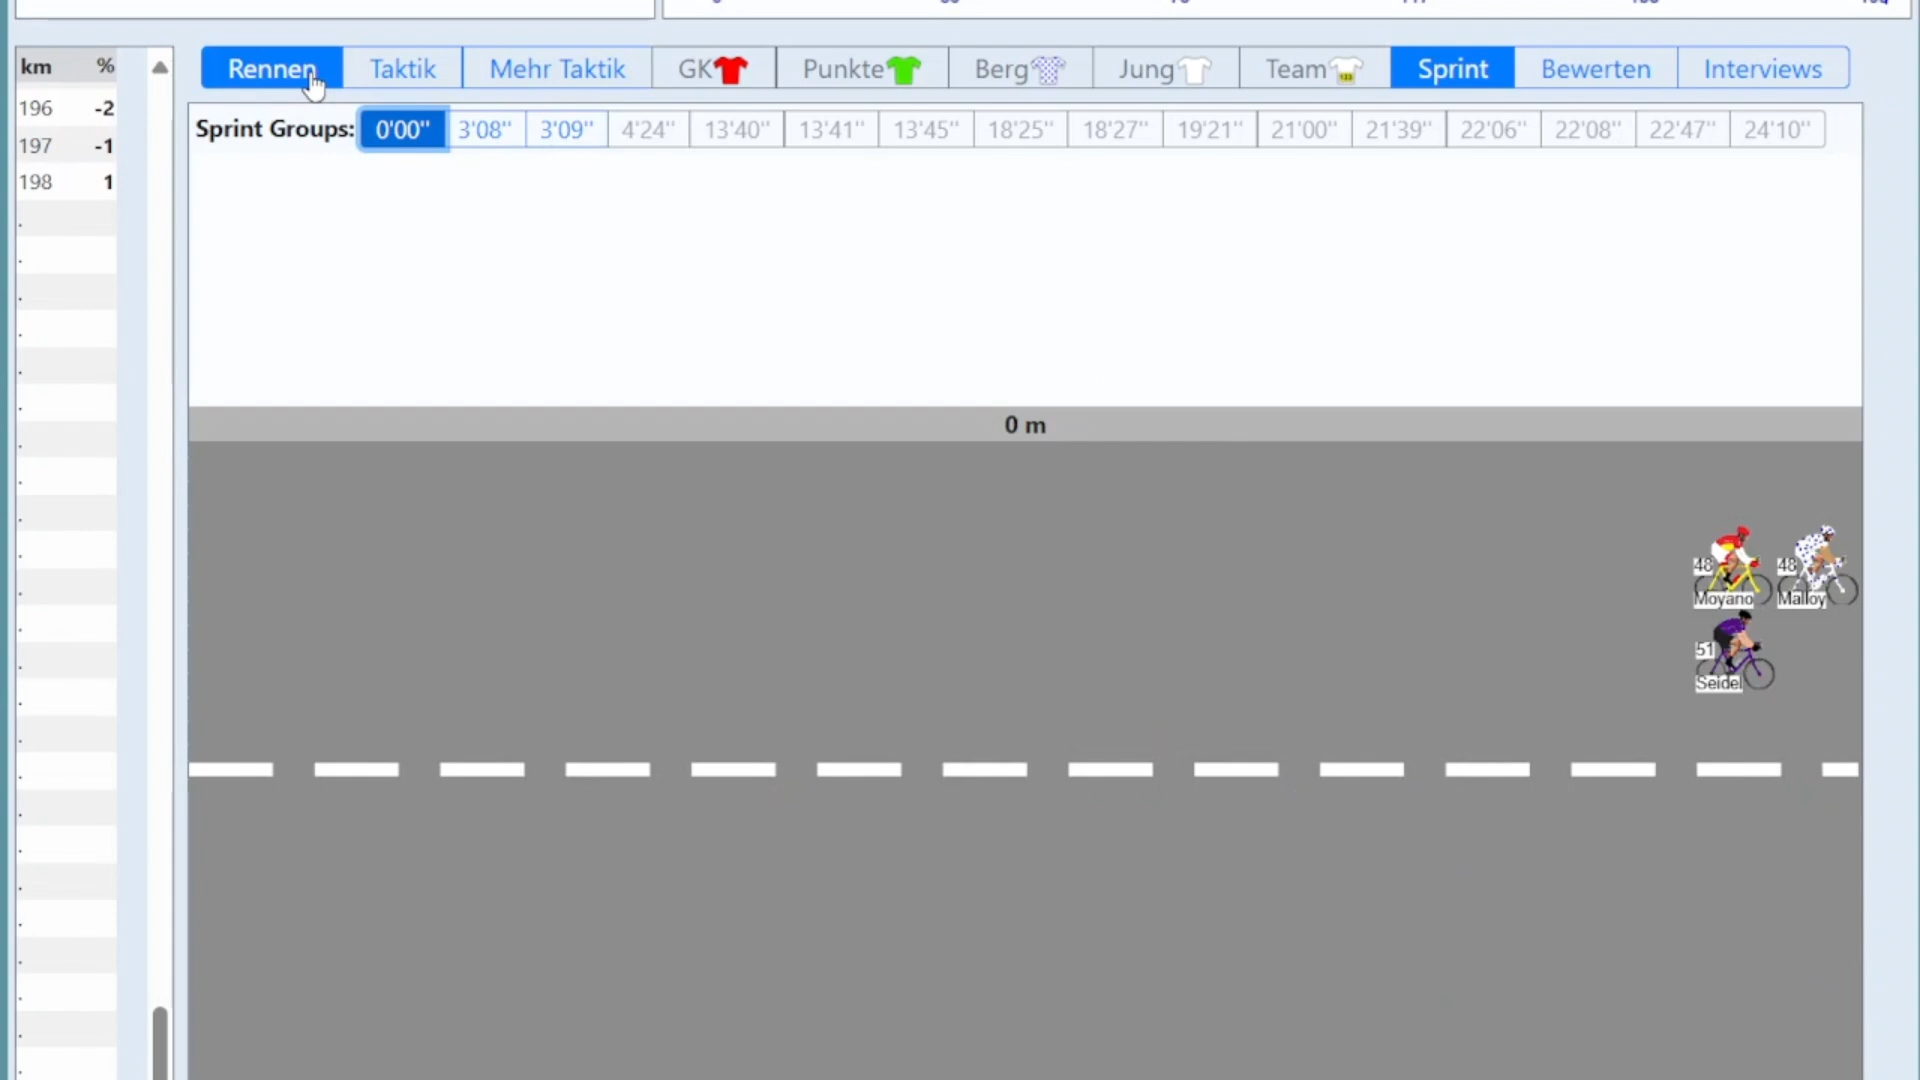 km %
196 -2
197 -1
198 1
Rennen Taktik Mehr Taktik GK Punkte Berg Jung Team Sprint Bewerten Interviews
Sprint Groups: 0'00'' 3'08'' 3'09'' 4'24'' 13'40'' 13'41'' 13'45'' 18'25'' 18'27'' 19'21'' 21'00'' 21'39'' 22'06'' 22'08'' 22'47'' 24'10''
0 m
48 48
Moyano Malloy
51
Seidel